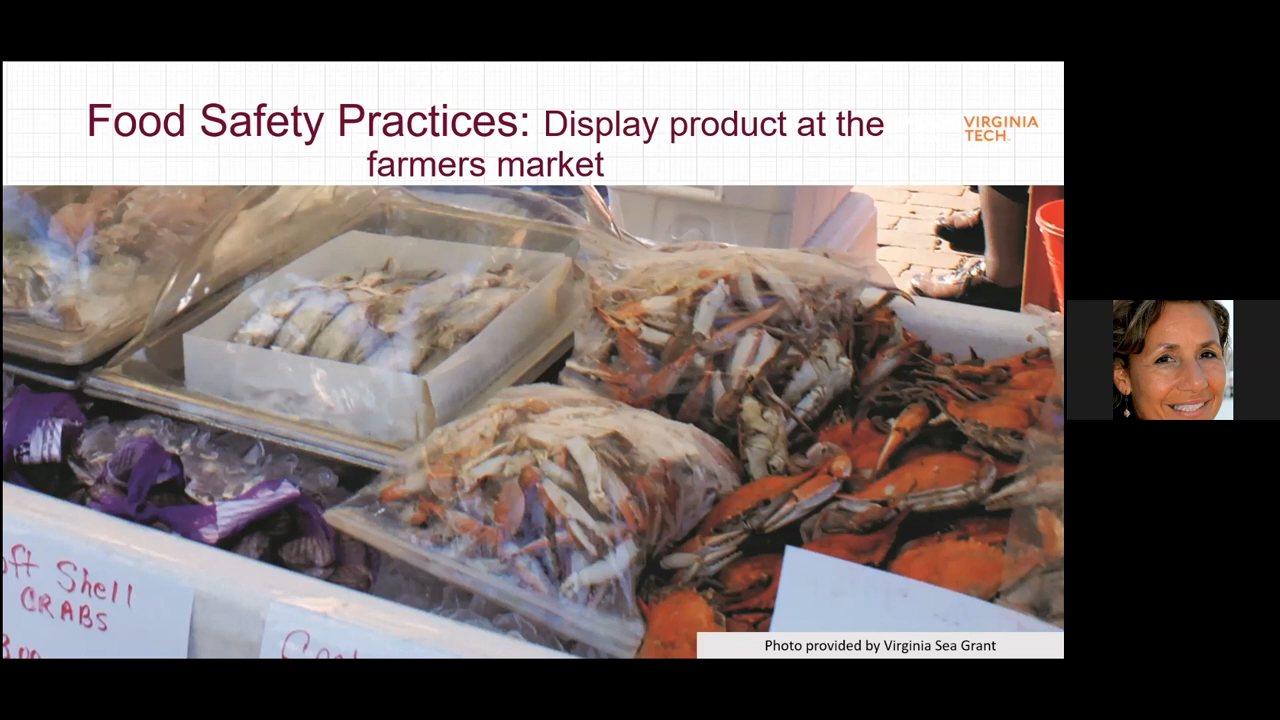 Food Safety Practices: Display product at the
farmers market
VIRGINIA
TECH
Shell
CRABS
Photo provided by Virginia Sea Grant